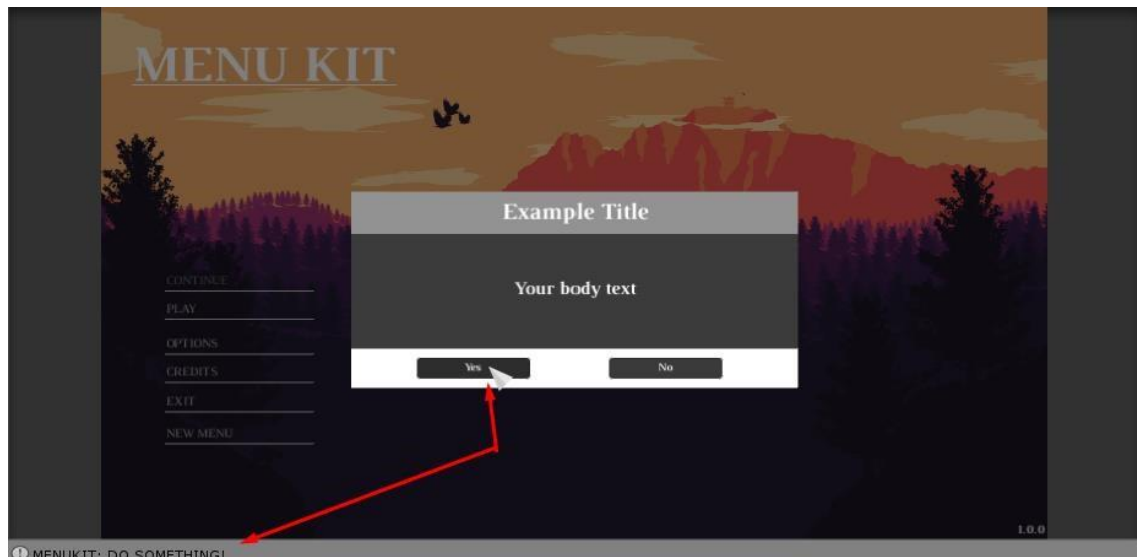 MENU KIT
Example Title
Your body text
Yes No
CONTINUE
PLAY
OPTIONS
CREDITS
EXIT
NEW MENU
1.0.0
MENUKIT: DO SOMETHING!